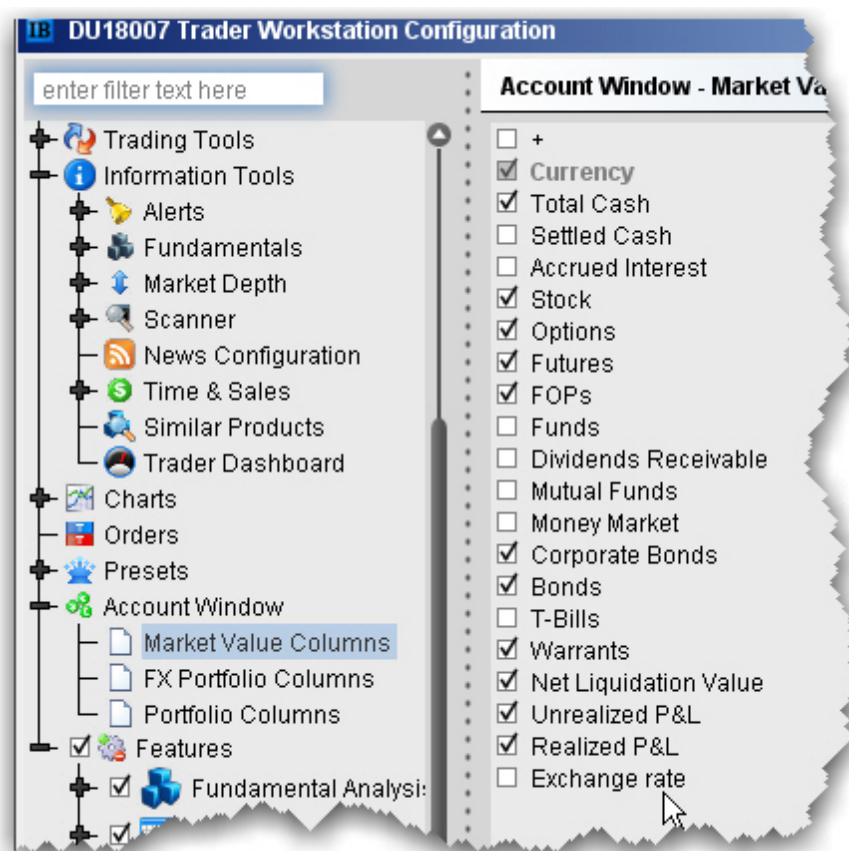 IB DU18007 Trader Workstation Configuration
enter filter text here
Trading Tools
Information Tools
Alerts
Fundamentals
Market Depth
Scanner
News Configuration
Time & Sales
Similar Products
Trader Dashboard
Charts
Orders
Presets
Account Window
Market Value Columns
FX Portfolio Columns
Portfolio Columns
Features
Fundamental Analysi
Account Window - Market Va
+
Currency
Total Cash
Settled Cash
Accrued Interest
Stock
Options
Futures
FOPs
Funds
Dividends Receivable
Mutual Funds
Money Market
Corporate Bonds
Bonds
T-Bills
Warrants
Net Liquidation Value
Unrealized P&L
Realized P&L
Exchange rate